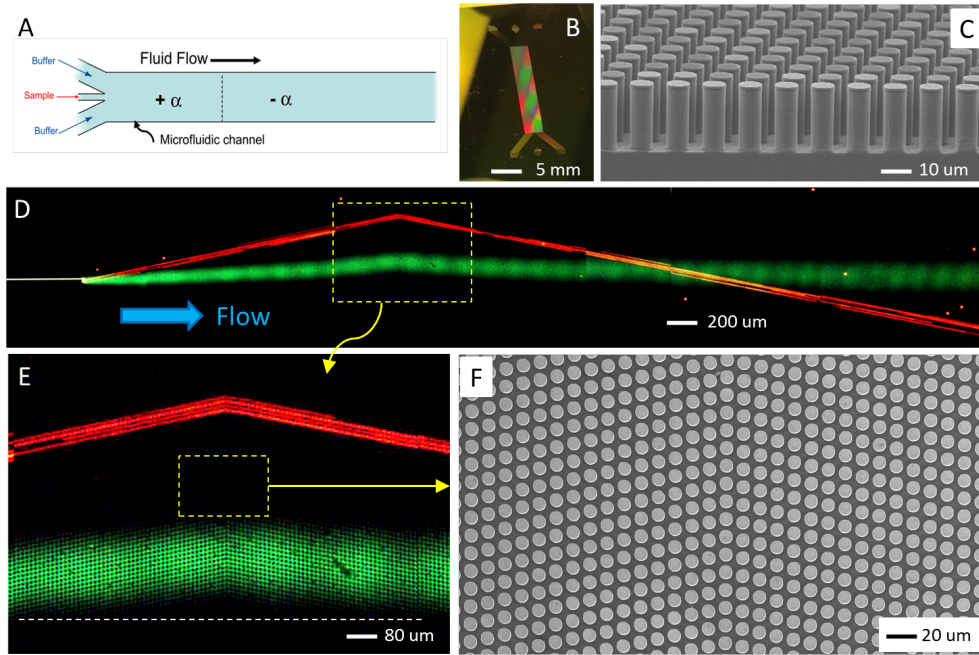 A
Fluid Flow
Buffer
Sample
Buffer
+ α
- α
Microfluidic channel
B
5 mm
C
10 um
D
Flow
200 um
E
80 um
F
20 um